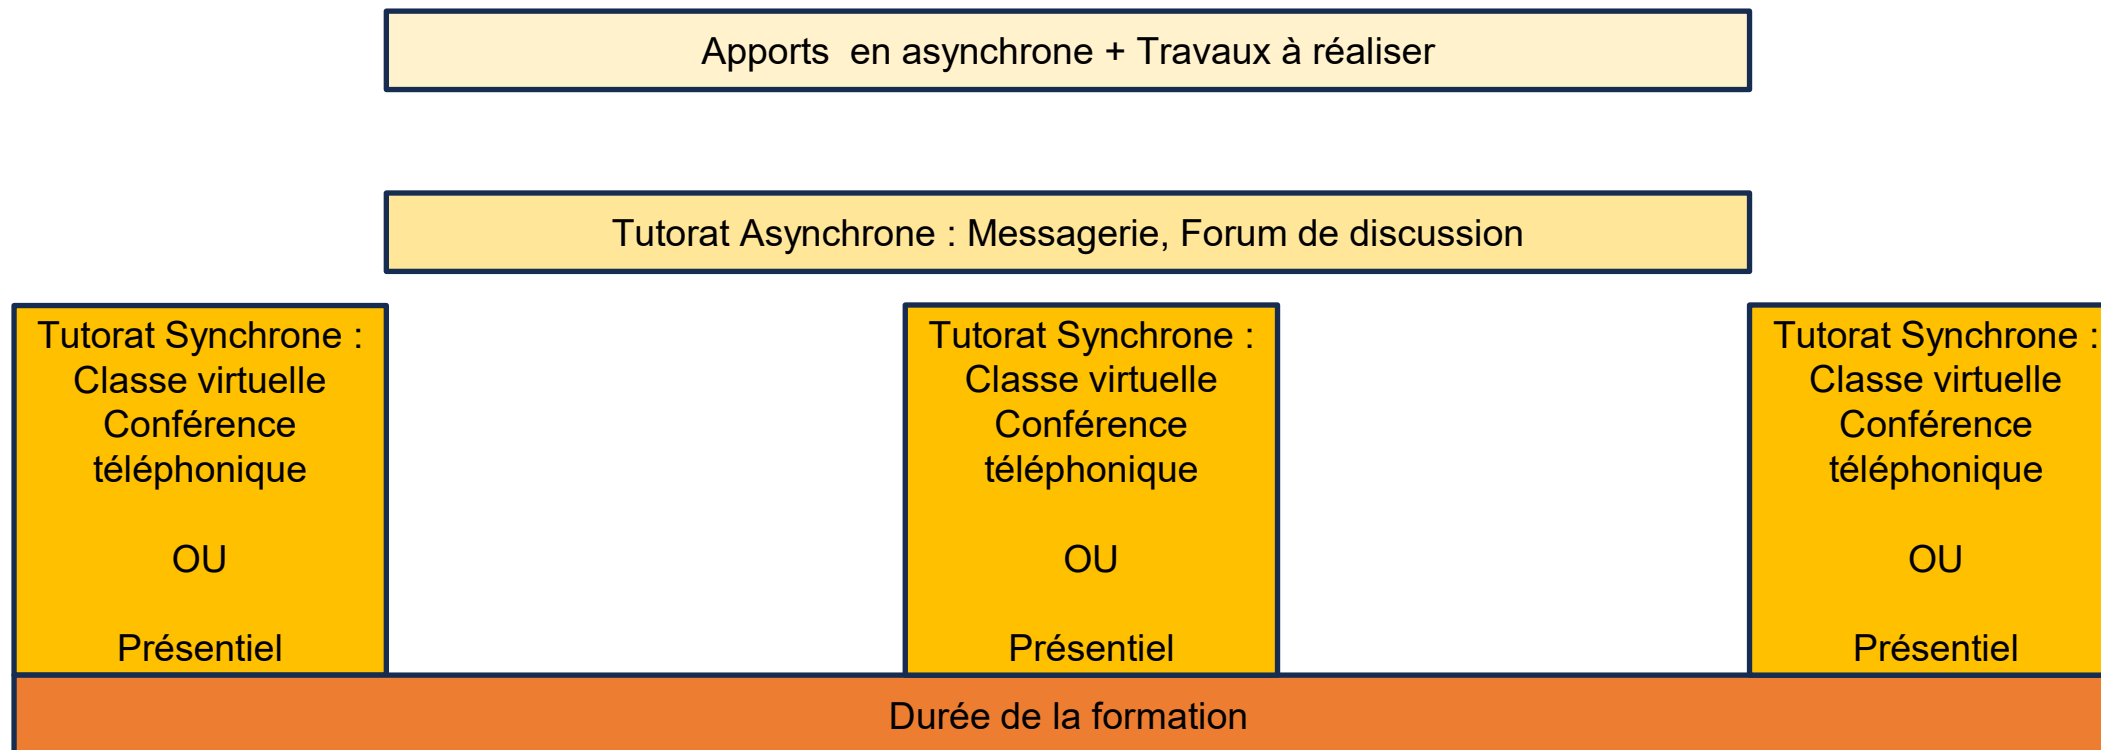 Apports  en asynchrone + Travaux à réaliser
Tutorat Asynchrone : Messagerie, Forum de discussion
Tutorat Synchrone :
Classe virtuelle
Conférence
téléphonique
OU
Présentiel
Tutorat Synchrone :
Classe virtuelle
Conférence
téléphonique
OU
Présentiel
Tutorat Synchrone :
Classe virtuelle
Conférence
téléphonique
OU
Présentiel
Durée de la formation